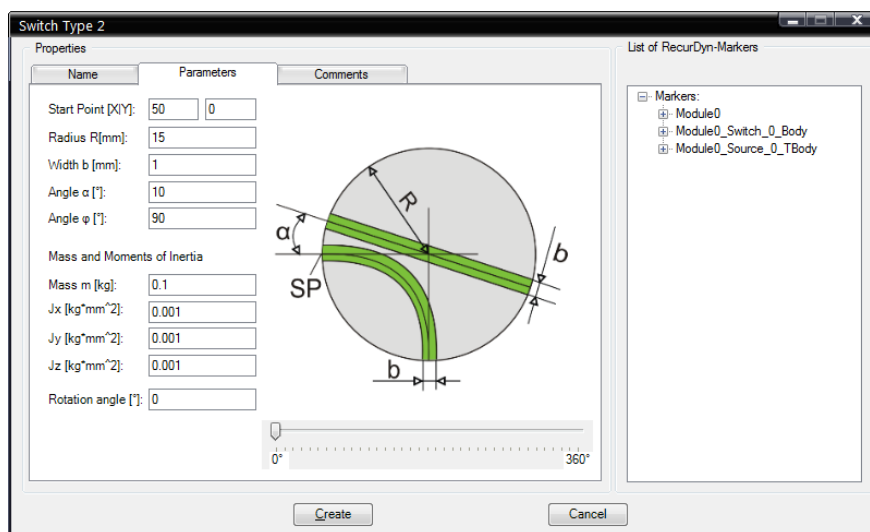 Switch Type 2
Properties
Name
Parameters
Comments
Start Point [X|Y]: 50 0
Radius R[mm]: 15
Width b [mm]: 1
Angle α [°]: 10
Angle φ [°]: 90
Mass and Moments of Inertia
Mass m [kg]: 0.1
Jx [kg*mm^2]: 0.001
Jy [kg*mm^2]: 0.001
Jz [kg*mm^2]: 0.001
Rotation angle [°]: 0
R
α
b
SP
b
0° 360°
List of RecurDyn-Markers
Markers:
Module0
Module0_Switch_0_Body
Module0_Source_0_TBody
Create
Cancel